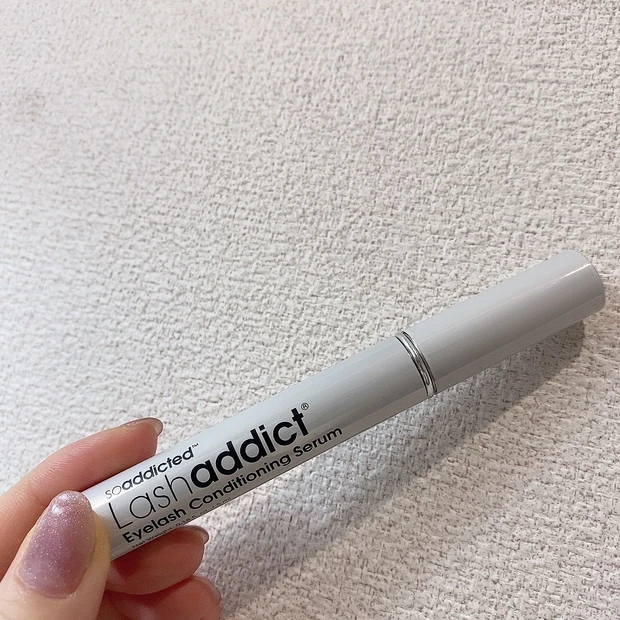 soaddicted™
Lashaddict®
Eyelash Conditioning Serum